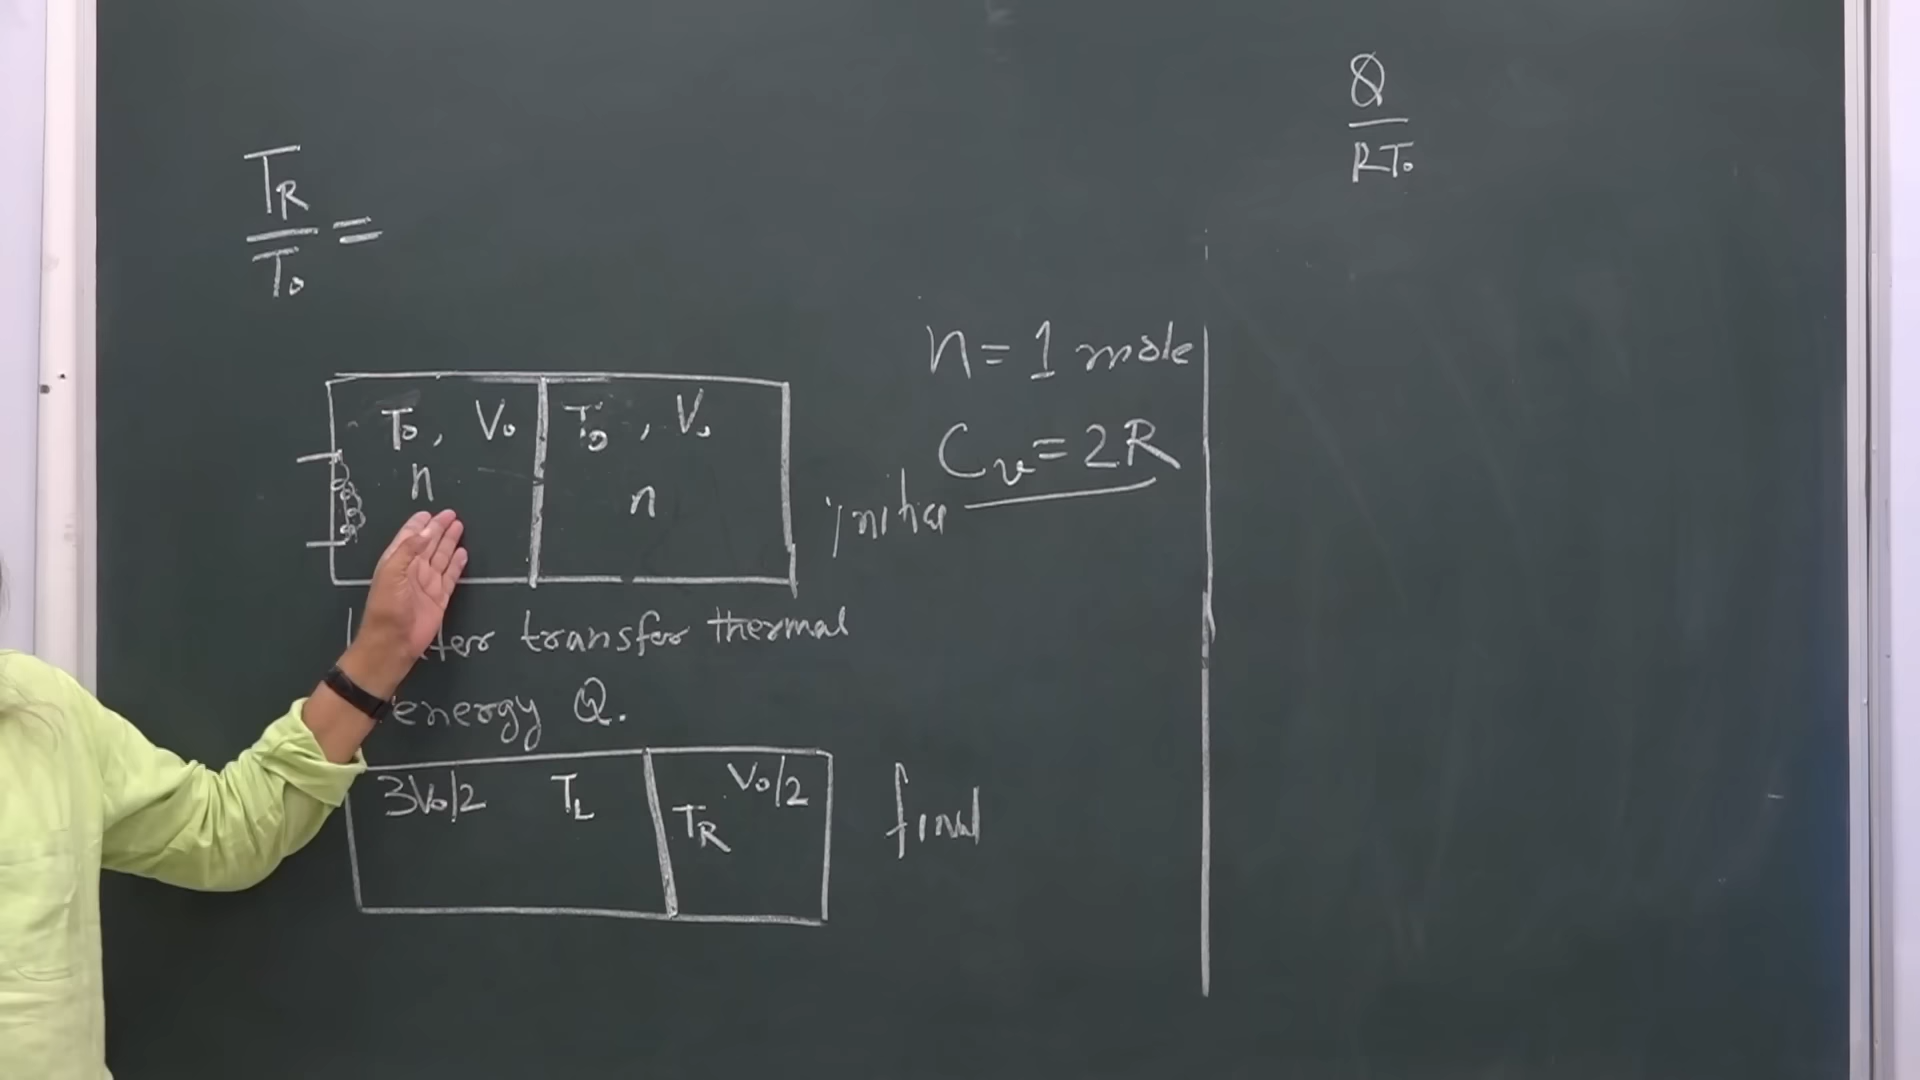 T_R/T₀ =
Q/RT₀
n = 1 mole
C_v = 2R
T₀, V₀
n
T₀, V₀
n
initial
transfer thermal
energy Q.
3V₀/2 T_L
T_R V₀/2
final